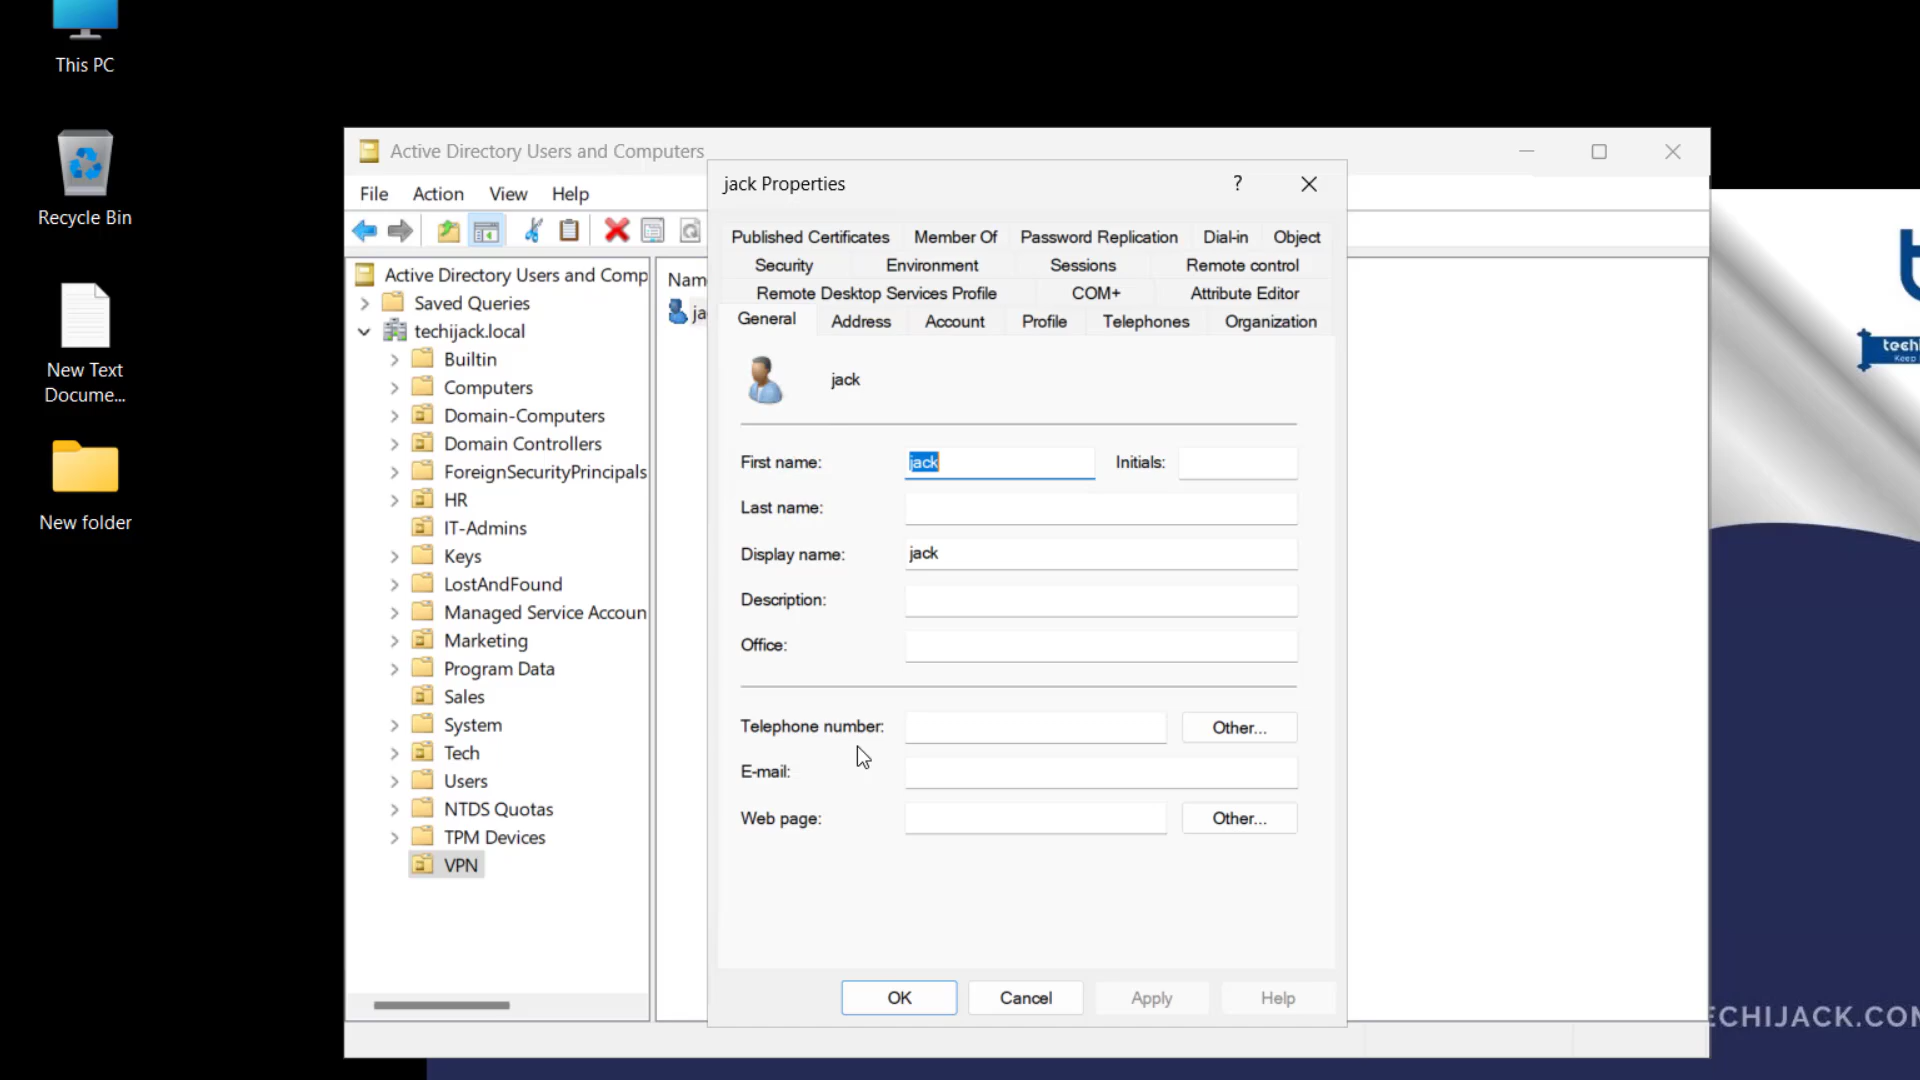 This PC
Recycle Bin
New Text
Docume...
New folder
Active Directory Users and Computers
File Action View Help
Active Directory Users and Comp
Saved Queries
techijack.local
Builtin
Computers
Domain-Computers
Domain Controllers
ForeignSecurityPrincipals
HR
IT-Admins
Keys
LostAndFound
Managed Service Accoun
Marketing
Program Data
Sales
System
Tech
Users
NTDS Quotas
TPM Devices
VPN
Nam
ja
jack Properties ?
Published Certificates Member Of Password Replication Dial-in Object
Security Environment Sessions Remote control
Remote Desktop Services Profile COM+ Attribute Editor
General Address Account Profile Telephones Organization
jack
First name: jack Initials:
Last name:
Display name: jack
Description:
Office:
Telephone number: Other...
E-mail:
Web page: Other...
OK Cancel Apply Help
t
techi
Keep
ECHIJACK.COM